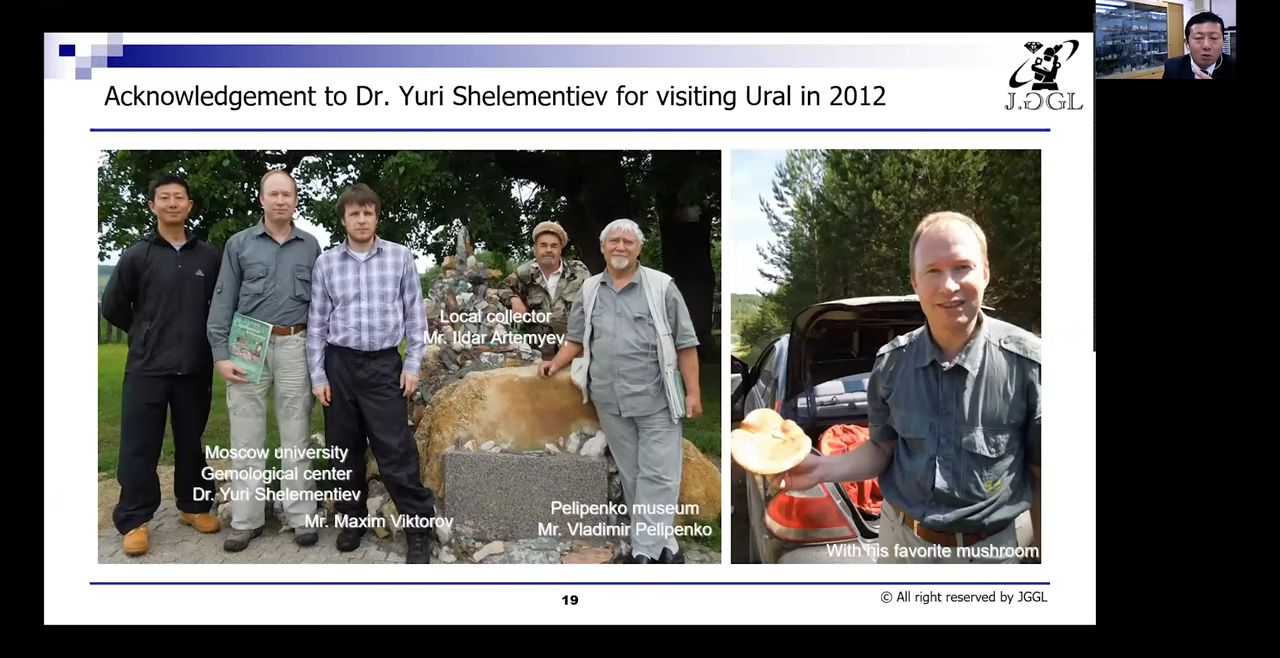 Acknowledgement to Dr. Yuri Shelementiev for visiting Ural in 2012
J.GGL
Local collector
Mr. Ildar Artemyev,
Moscow university
Gemological center
Dr. Yuri Shelementiev
Mr. Maxim Viktorov
Pelipenko museum
Mr. Vladimir Pelipenko
With his favorite mushroom
19
© All right reserved by JGGL